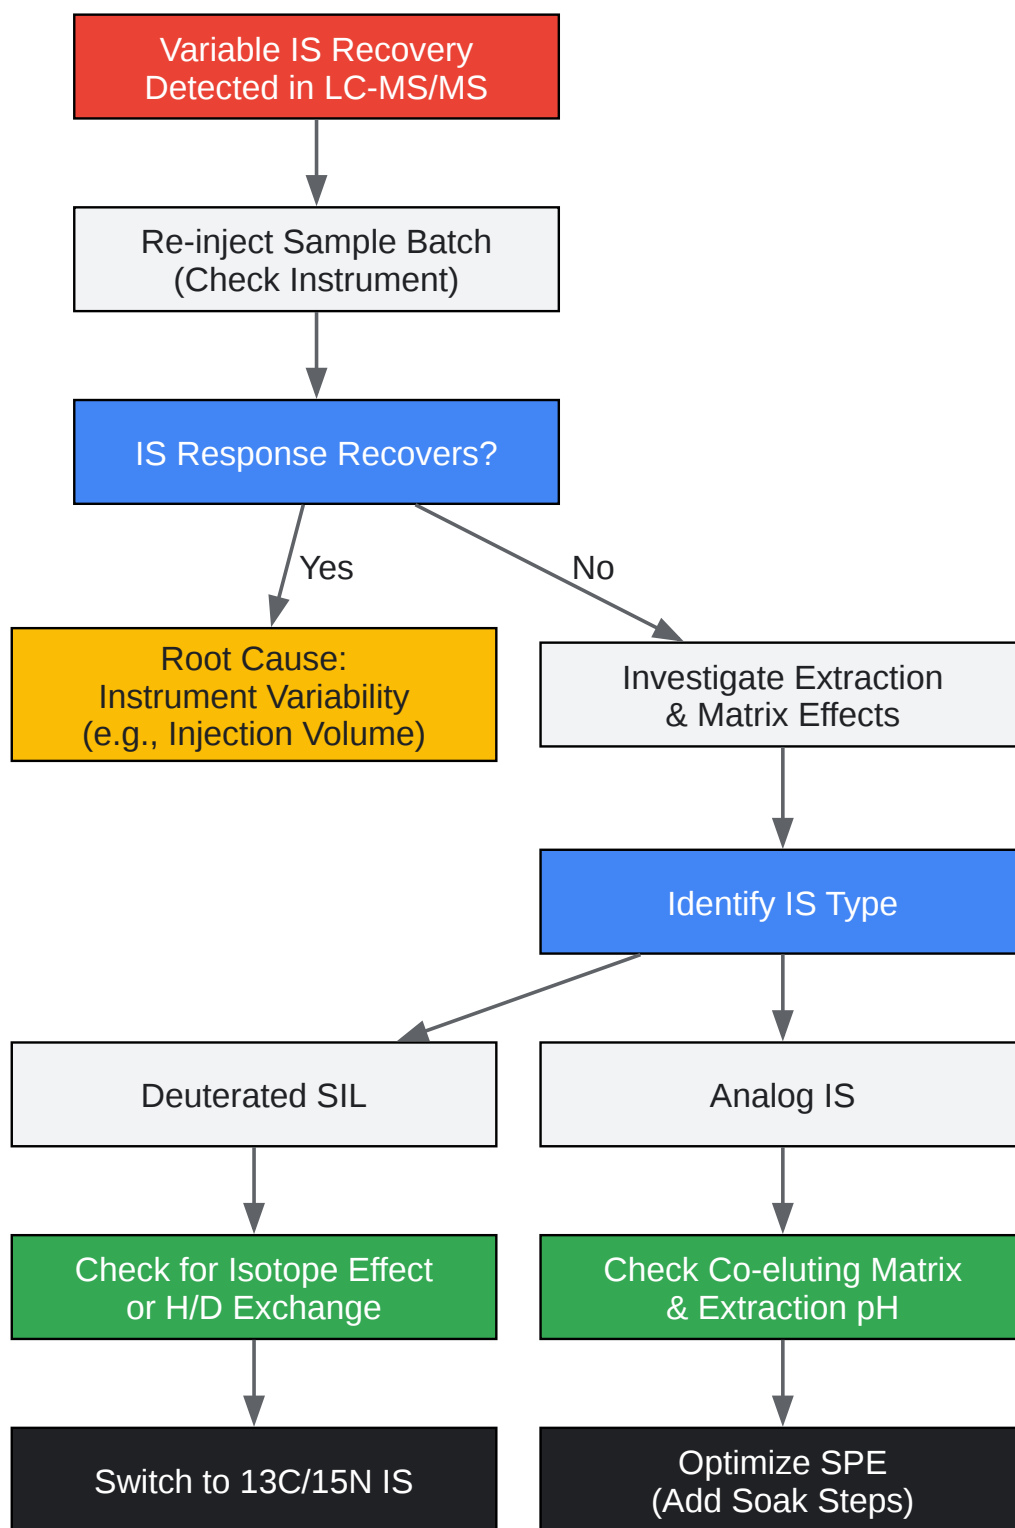 Variable IS Recovery
Detected in LC-MS/MS
Re-inject Sample Batch
(Check Instrument)
IS Response Recovers?
Yes
No
Root Cause:
Instrument Variability
(e.g., Injection Volume)
Investigate Extraction
& Matrix Effects
Identify IS Type
Deuterated SIL
Analog IS
Check for Isotope Effect
or H/D Exchange
Check Co-eluting Matrix
& Extraction pH
Switch to 13C/15N IS
Optimize SPE
(Add Soak Steps)